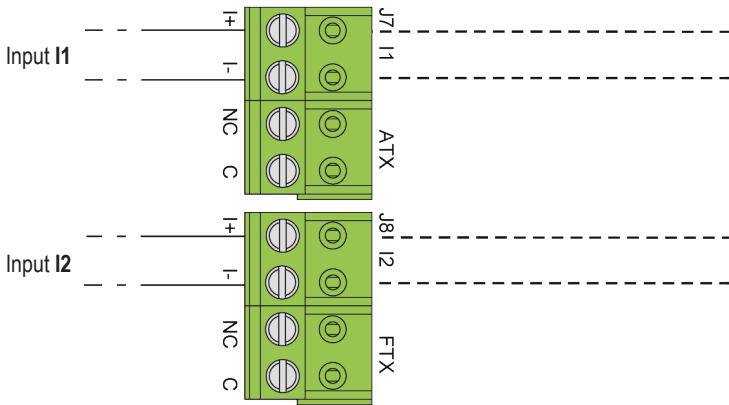 I+
J7
Input I1
I1
I-
NC
ATX
C
I+
J8
Input I2
I2
I-
NC
FTX
C